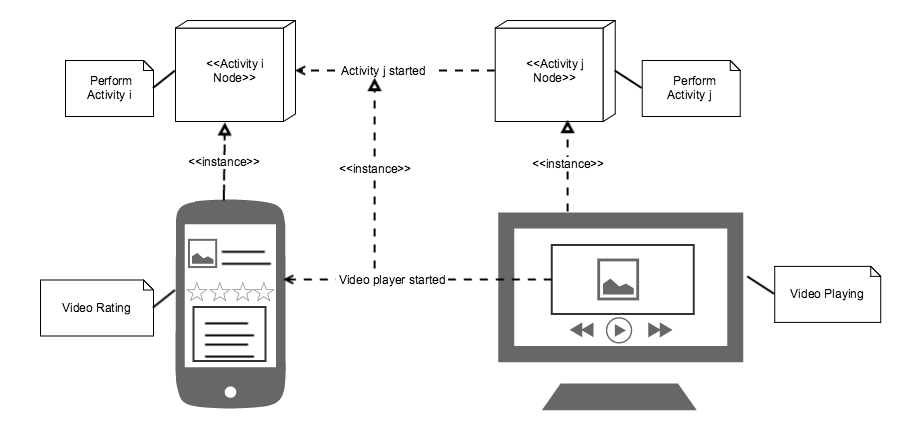 <<Activity i
Node>>
Activity j started
<<Activity j
Node>>
Perform
Activity i
Perform
Activity j
<<instance>>
<<instance>>
<<instance>>
Video player started
Video Rating
Video Playing